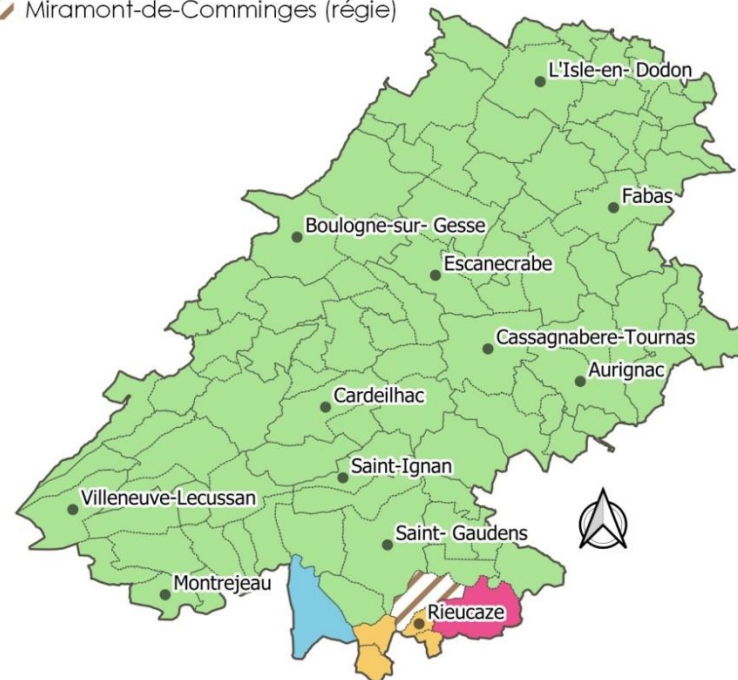 Miramont-de-Comminges (régie)
L'Isle-en- Dodon
Fabas
Boulogne-sur- Gesse
Escanecrabe
Cassagnabere-Tournas
Aurignac
Cardeilhac
Saint-Ignan
Villeneuve-Lecussan
Saint- Gaudens
Montrejeau
Rieucaze